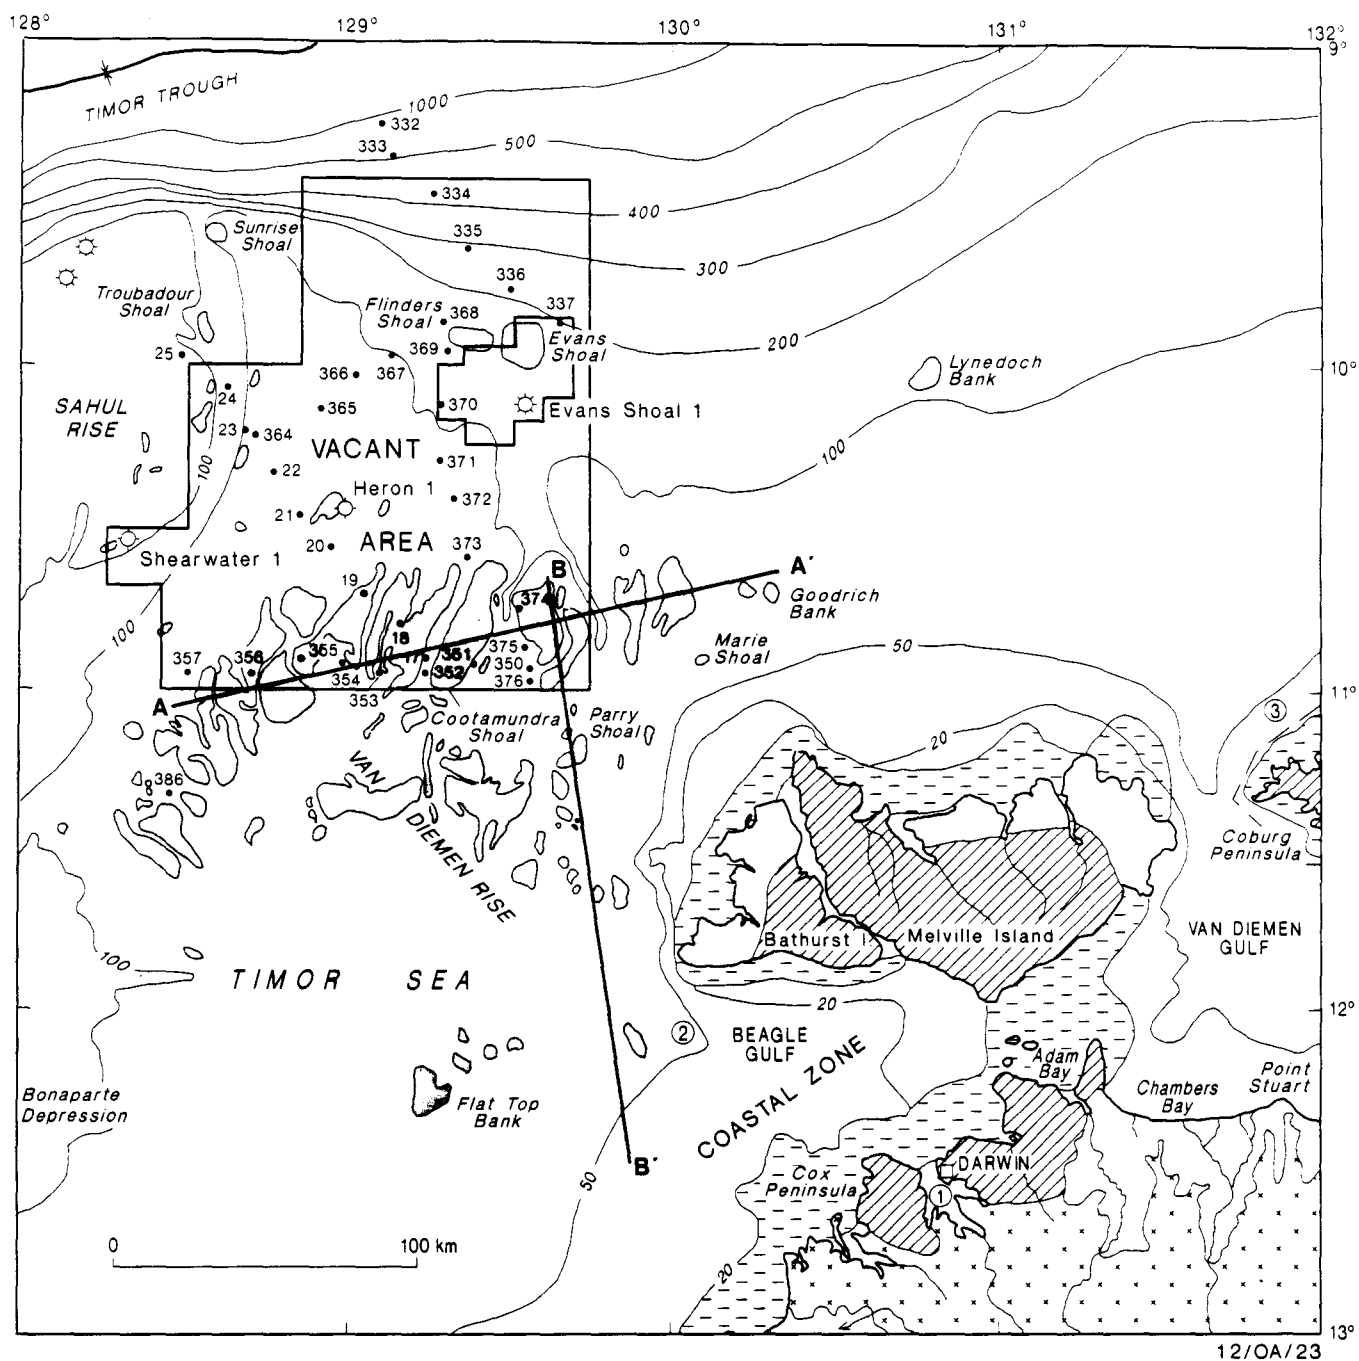 128°
129°
130°
131°
132°
9°
TIMOR TROUGH
1000
332
333
500
334
400
Sunrise
Shoal
335
300
336
Troubadour
Shoal
Flinders
Shoal
368
337
200
25
369
Evans
Shoal
367
366
Lynedoch
Bank
10°
24
365
370
Evans Shoal 1
SAHUL
RISE
23
364
VACANT
100
100
22
371
Heron 1
372
21
20
AREA
373
Shearwater 1
19
B
A'
374
Goodrich
Bank
100
18
Marie
Shoal
50
357
356
355
17
351
375
354
352
350
353
376
11°
A
Cootamundra
Shoal
Parry
Shoal
3
20
VAN
DIEMEN RISE
386
Coburg
Peninsula
Bathurst I
Melville Island
VAN DIEMEN
GULF
100
TIMOR SEA
20
12°
2
BEAGLE
GULF
COASTAL ZONE
Adam
Bay
Point
Stuart
Chambers
Bay
Bonaparte
Depression
Flat Top
Bank
B'
DARWIN
50
Cox
Peninsula
1
0
100 km
20
13°
12/OA/23